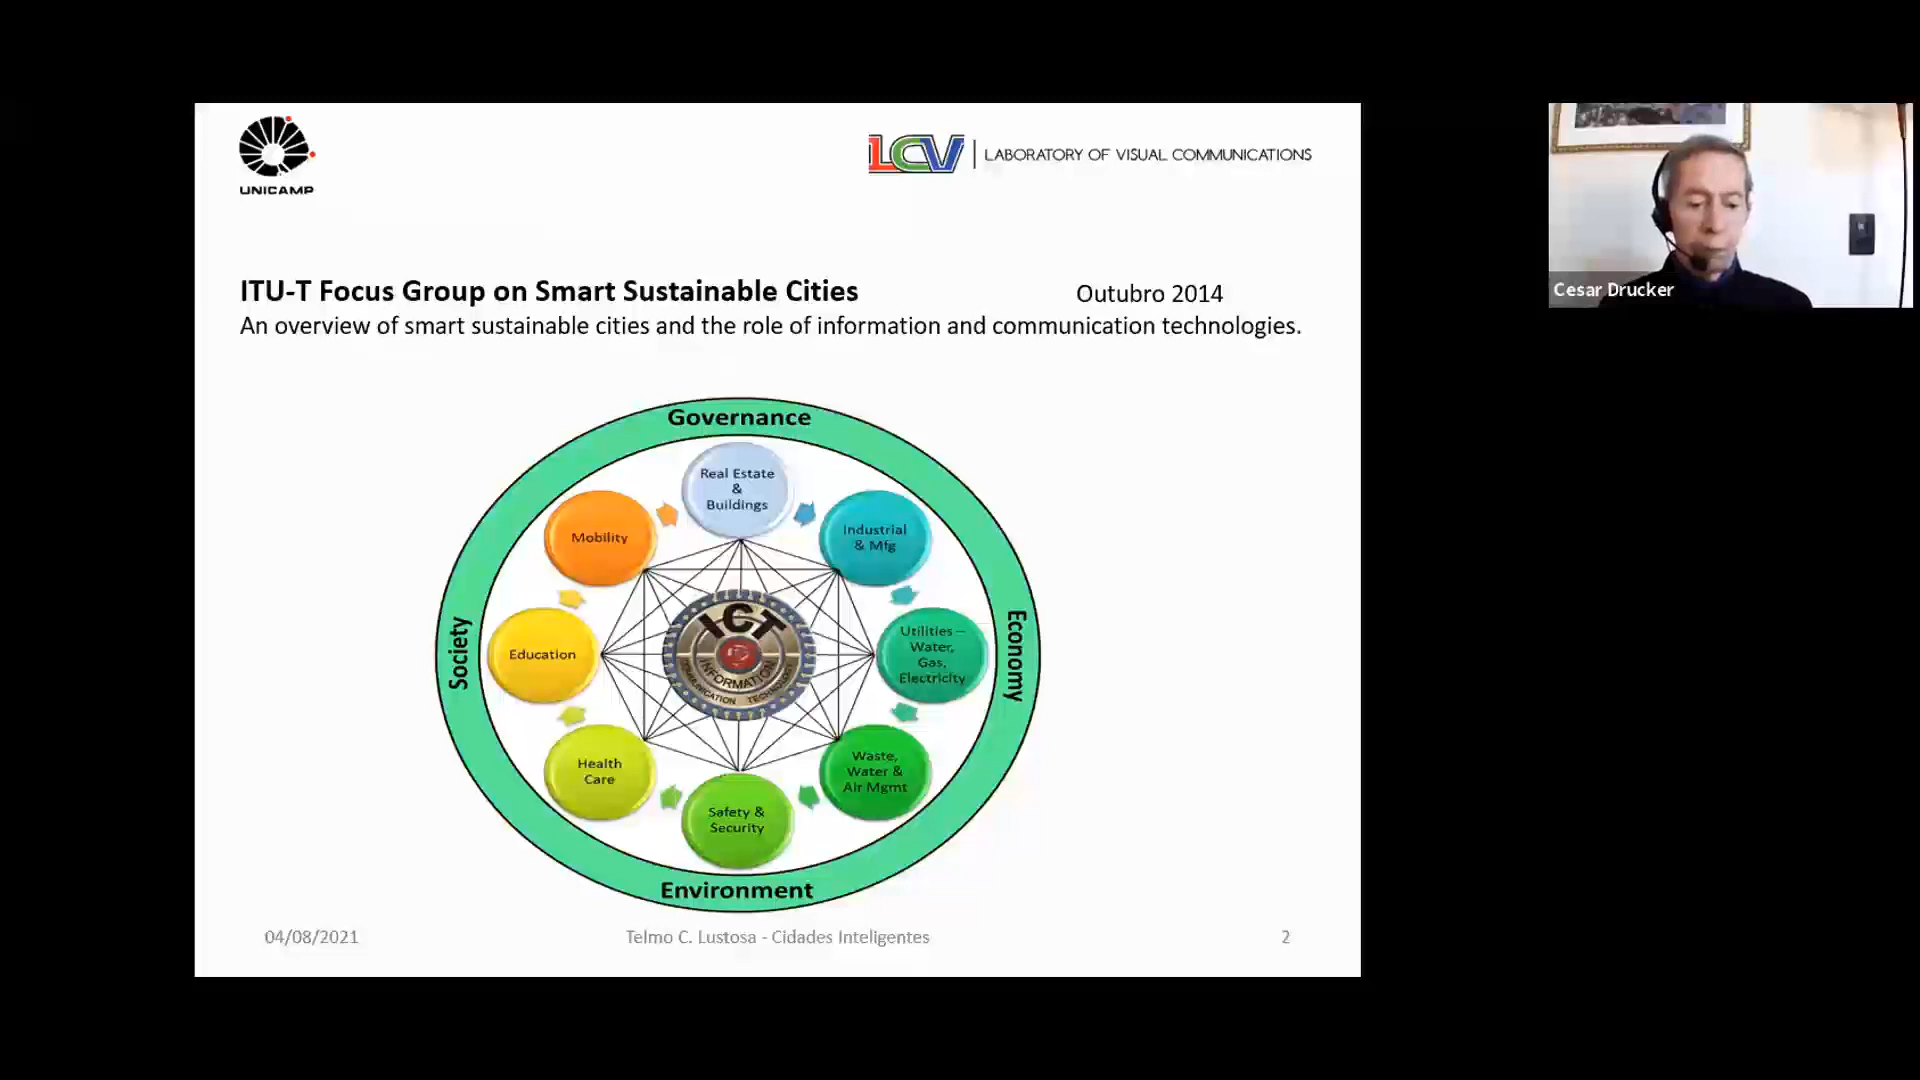 UNICAMP
LCV | LABORATORY OF VISUAL COMMUNICATIONS
ITU-T Focus Group on Smart Sustainable Cities
Outubro 2014
An overview of smart sustainable cities and the role of information and communication technologies.
Governance
Real Estate
&
Buildings
Mobility
Industrial
& Mfg
Society
Education
ICT
INFORMATION
COMMUNICATION TECHNOLOGY
Utilities –
Water,
Gas,
Electricity
Economy
Health
Care
Waste,
Water &
Air Mgmt
Safety &
Security
Environment
04/08/2021
Telmo C. Lustosa - Cidades Inteligentes
2
Cesar Drucker